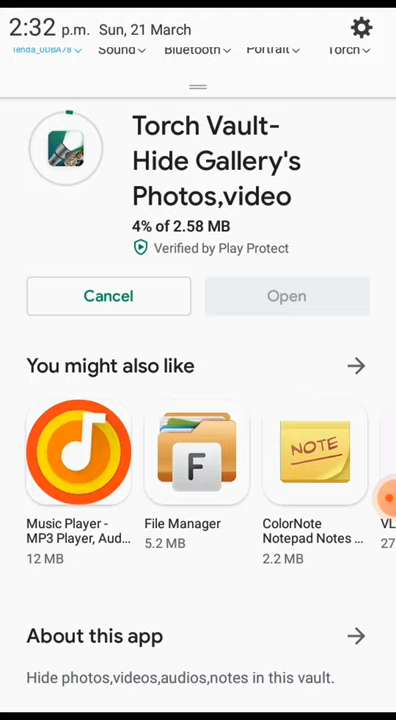 2:32 p.m. Sun, 21 March
Tenda_0DBA78 Sound Bluetooth Portrait Torch
Torch Vault-
Hide Gallery's
Photos,video
4% of 2.58 MB
Verified by Play Protect
Cancel Open
You might also like
F NOTE
Music Player - File Manager ColorNote VL
MP3 Player, Aud... 5.2 MB Notepad Notes ... 27
12 MB 2.2 MB
About this app
Hide photos,videos,audios,notes in this vault.